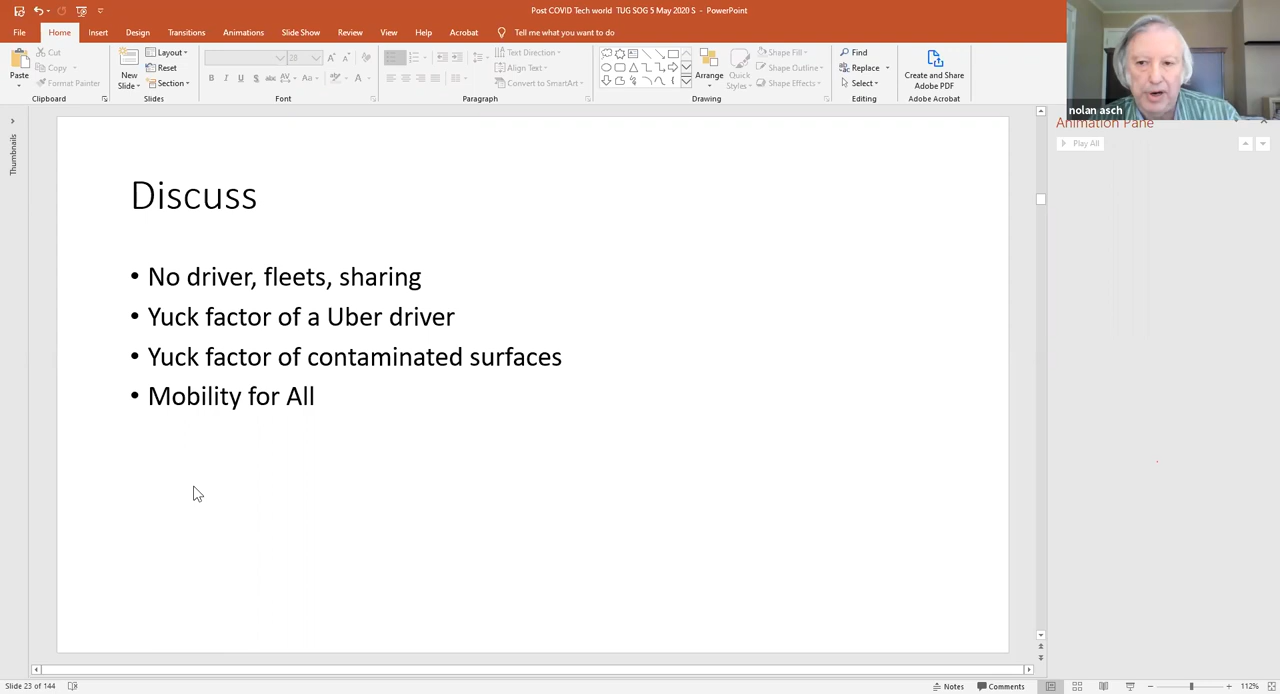 Post COVID Tech world TUG SOG 5 May 2020 S - PowerPoint
File Home Insert Design Transitions Animations Slide Show Review View Help Acrobat Tell me what you want to do
Paste
Cut
Copy
Format Painter
Clipboard
New Slide
Layout
Reset
Section
Slides
28
B I U S abc AV Aa A
Font
Text Direction
Align Text
Convert to SmartArt
Paragraph
Arrange
Quick Styles
Shape Fill
Shape Outline
Shape Effects
Drawing
Find
Replace
Select
Editing
Create and Share
Adobe PDF
Adobe Acrobat
nolan asch
Animation Pane
Play All
Thumbnails
Discuss
• No driver, fleets, sharing
• Yuck factor of a Uber driver
• Yuck factor of contaminated surfaces
• Mobility for All
Slide 23 of 144
Notes
Comments
112%